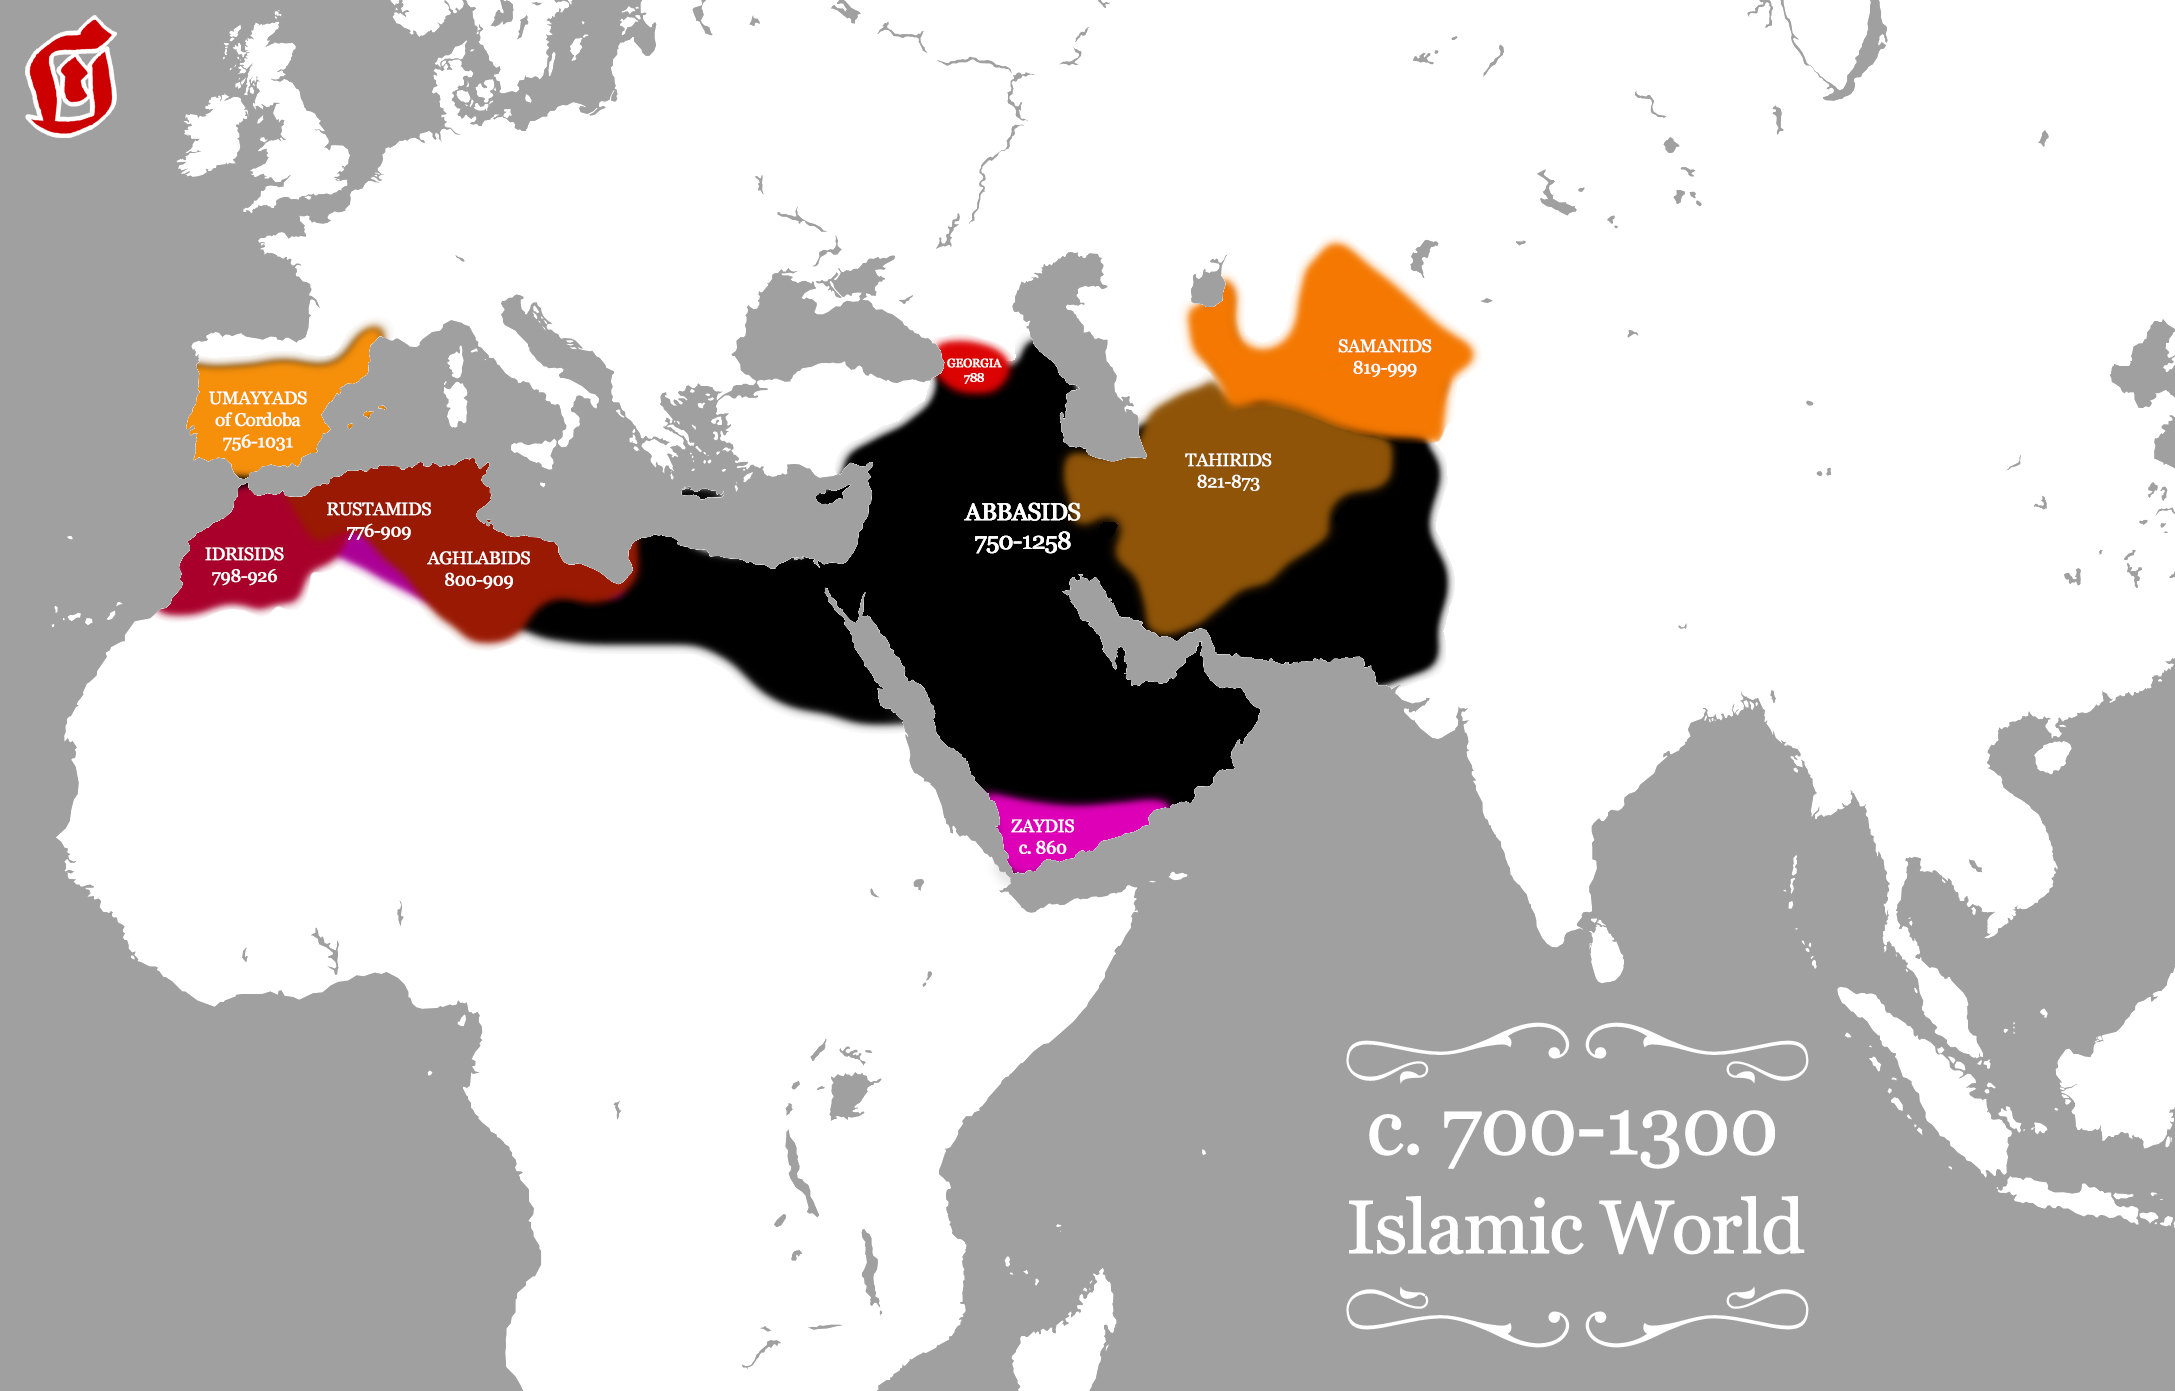 GEORGIA
788
SAMANIDS
819-999
UMAYYADS
of Cordoba
756-1031
TAHIRIDS
821-873
RUSTAMIDS
776-909
ABBASIDS
750-1258
IDRISIDS
798-926
AGHLABIDS
800-909
ZAYDIS
c. 860
c. 700-1300
Islamic World